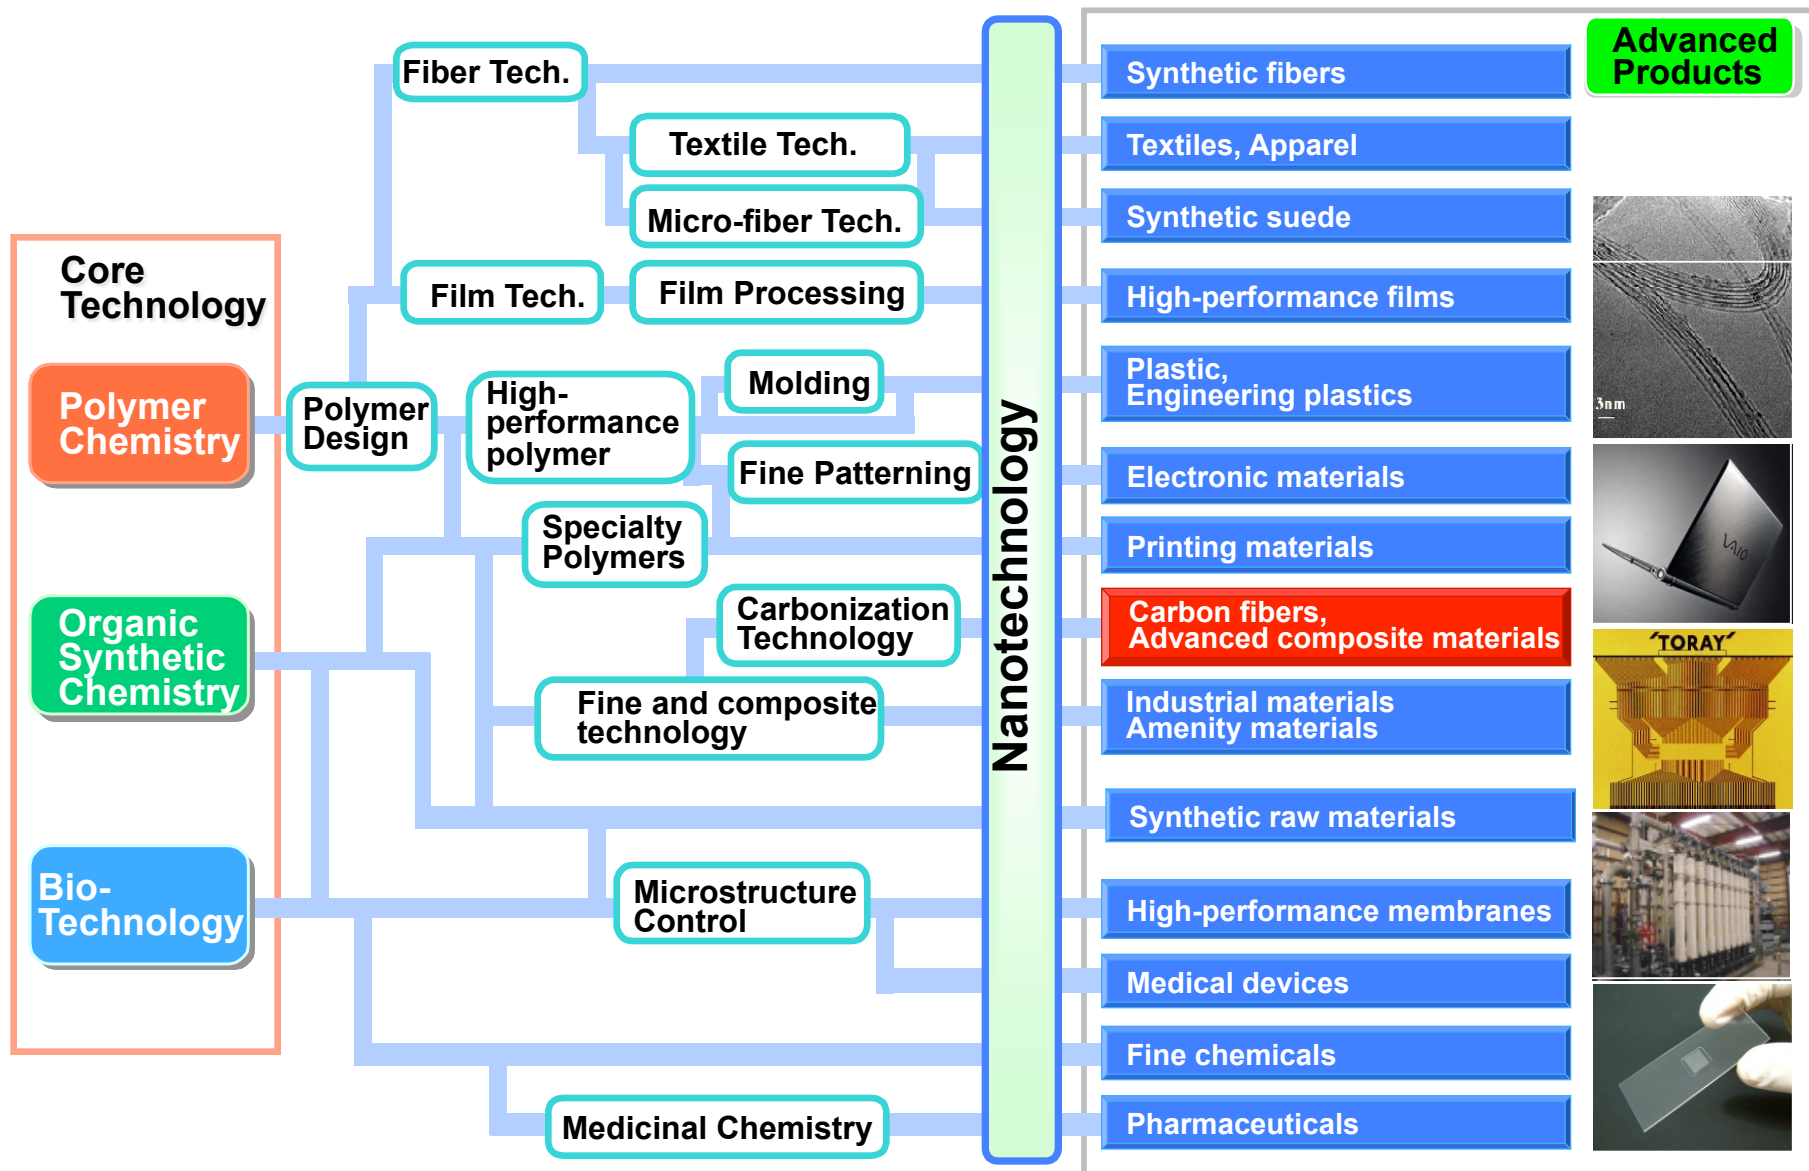 Advanced
Products
Fiber Tech.
Synthetic fibers
Textile Tech.
Textiles, Apparel
Micro-fiber Tech.
Synthetic suede
Core
Technology
Film Tech.
Film Processing
High-performance films
Polymer
Chemistry
Polymer
Design
High-
performance
polymer
Molding
Plastic,
Engineering plastics
3nm
Fine Patterning
Electronic materials
Nanotechnology
Specialty
Polymers
Printing materials
VAIO
Organic
Synthetic
Chemistry
Carbonization
Technology
Carbon fibers,
Advanced composite materials
'TORAY'
Fine and composite
technology
Industrial materials
Amenity materials
Synthetic raw materials
Bio-
Technology
Microstructure
Control
High-performance membranes
Medical devices
Fine chemicals
Medicinal Chemistry
Pharmaceuticals